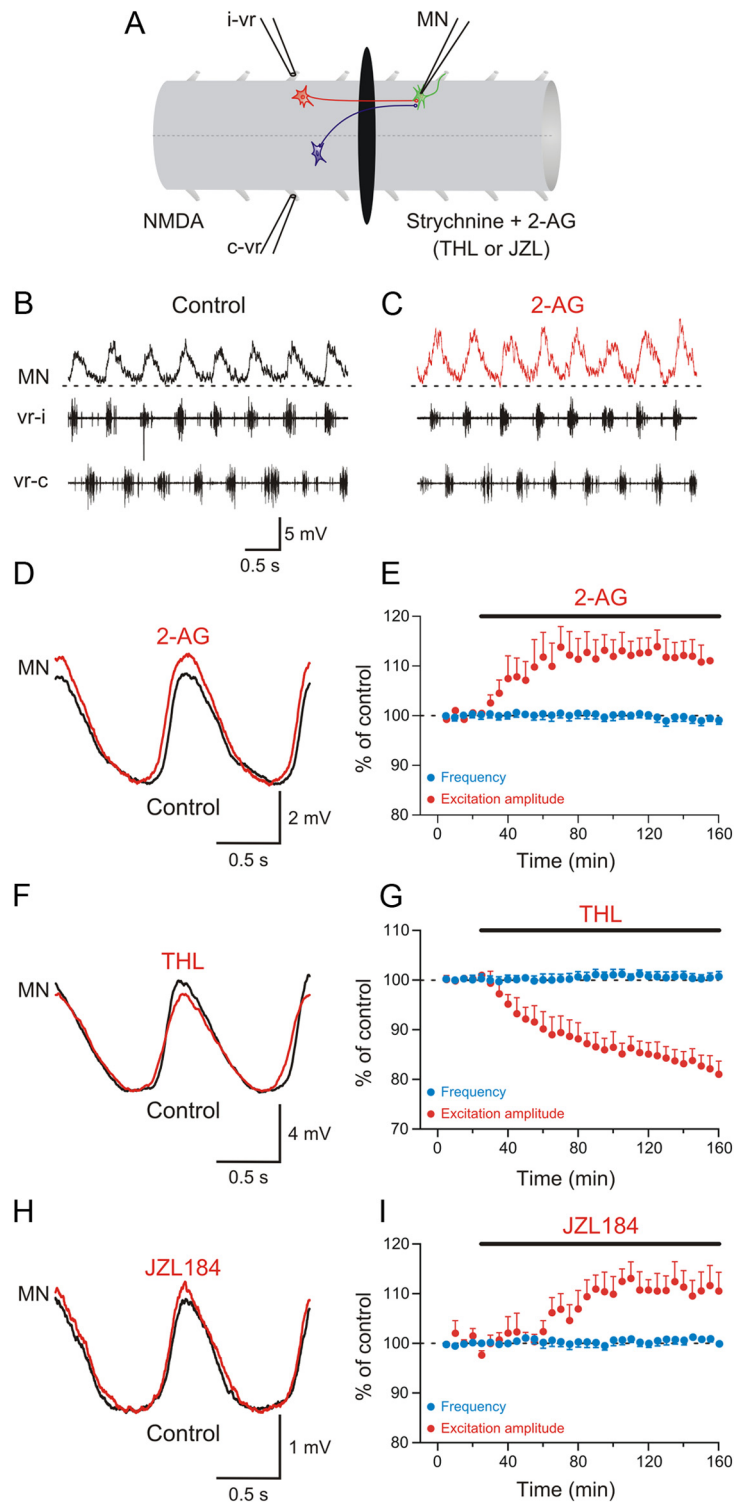 A
i-vr
MN
NMDA
Strychnine + 2-AG
(THL or JZL)
c-vr
B
Control
MN
vr-i
vr-c
5 mV
0.5 s
C
2-AG
D
2-AG
MN
Control
2 mV
0.5 s
E
2-AG
120
110
100
90
80
% of control
Frequency
Excitation amplitude
0
40
80
120
160
Time (min)
F
THL
MN
Control
4 mV
0.5 s
G
THL
110
100
90
80
70
% of control
Frequency
Excitation amplitude
0
40
80
120
160
Time (min)
H
JZL184
MN
Control
1 mV
0.5 s
I
JZL184
120
110
100
90
80
% of control
Frequency
Excitation amplitude
0
40
80
120
160
Time (min)